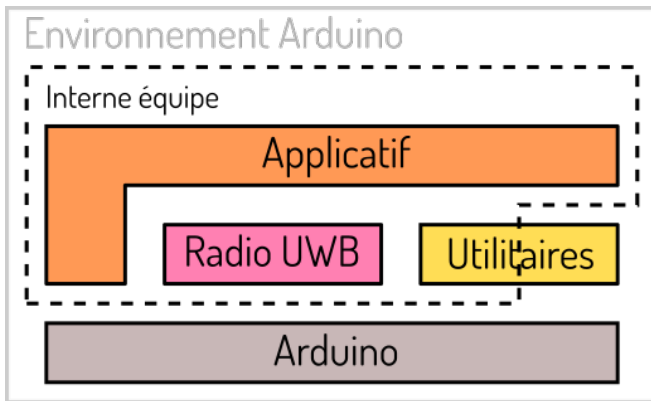 Environnement Arduino
Interne équipe
Applicatif
Radio UWB
Utilitaires
Arduino